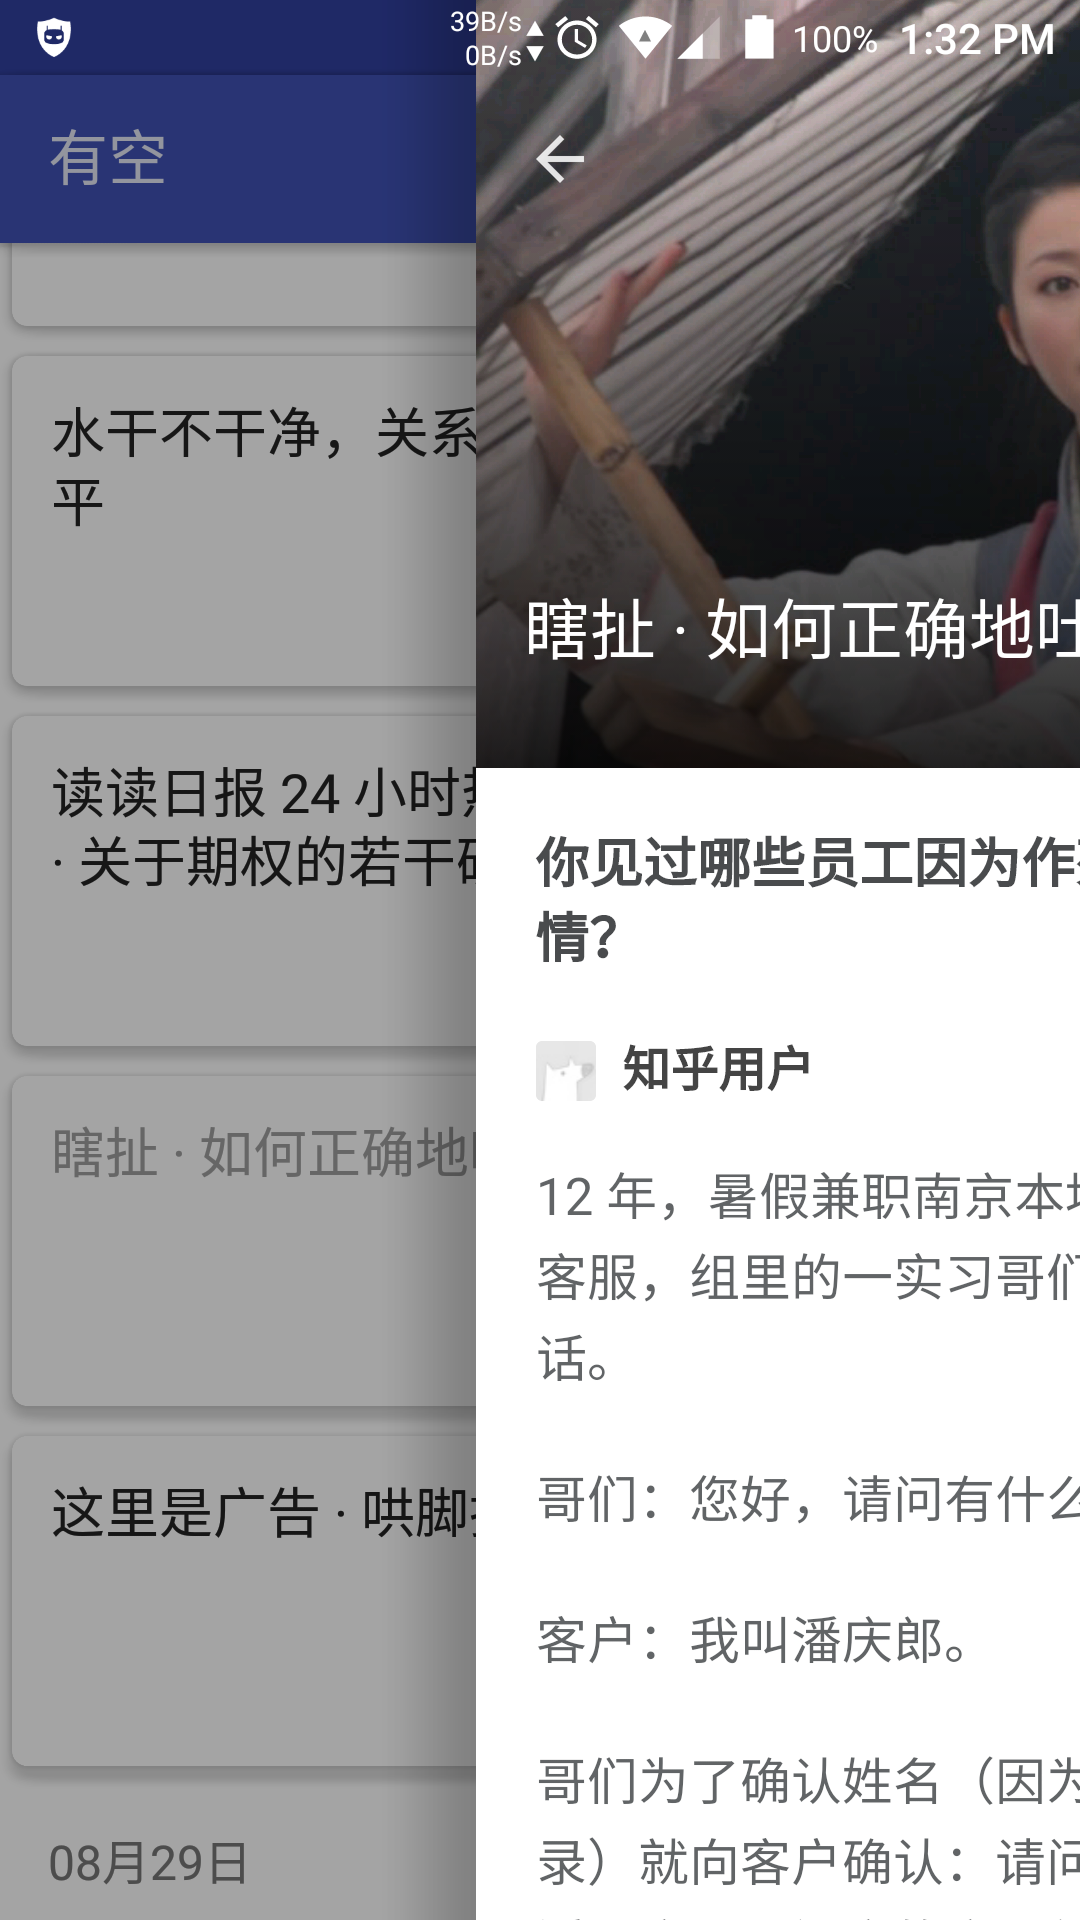 39B/s
0B/s
100%
1:32 PM
有空
水干不干净，关系
平
读读日报 24 小时
· 关于期权的若干
瞎扯 · 如何正确地
这里是广告 · 哄脚
08月29日
瞎扯 · 如何正确地吐
你见过哪些员工因为作
情？
知乎用户
12 年，暑假兼职南京本
客服，组里的一实习哥们
话。
哥们：您好，请问有什么
客户：我叫潘庆郎。
哥们为了确认姓名（因为
录）就向客户确认：请问